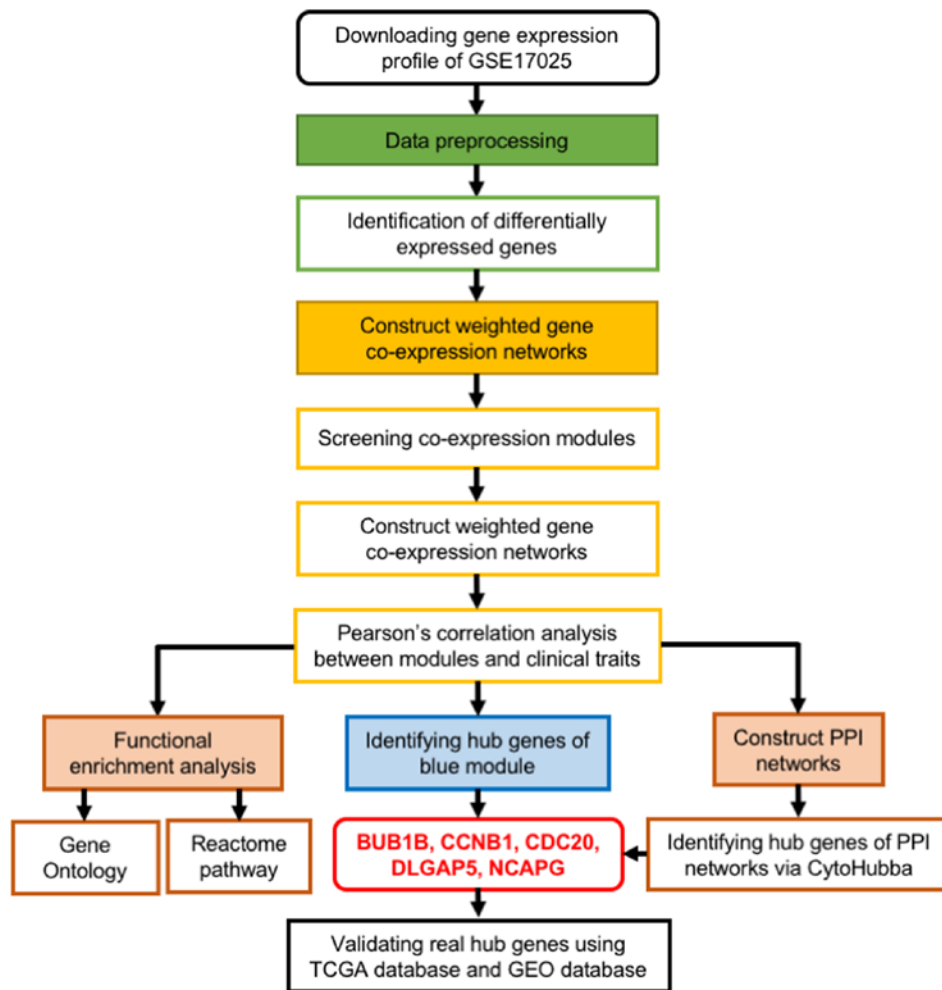 Downloading gene expression
profile of GSE17025
Data preprocessing
Identification of differentially
expressed genes
Construct weighted gene
co-expression networks
Screening co-expression modules
Construct weighted gene
co-expression networks
Pearson's correlation analysis
between modules and clinical traits
Functional
enrichment analysis
Identifying hub genes of
blue module
Construct PPI
networks
Gene
Ontology
Reactome
pathway
BUB1B, CCNB1, CDC20,
DLGAP5, NCAPG
Identifying hub genes of PPI
networks via CytoHubba
Validating real hub genes using
TCGA database and GEO database